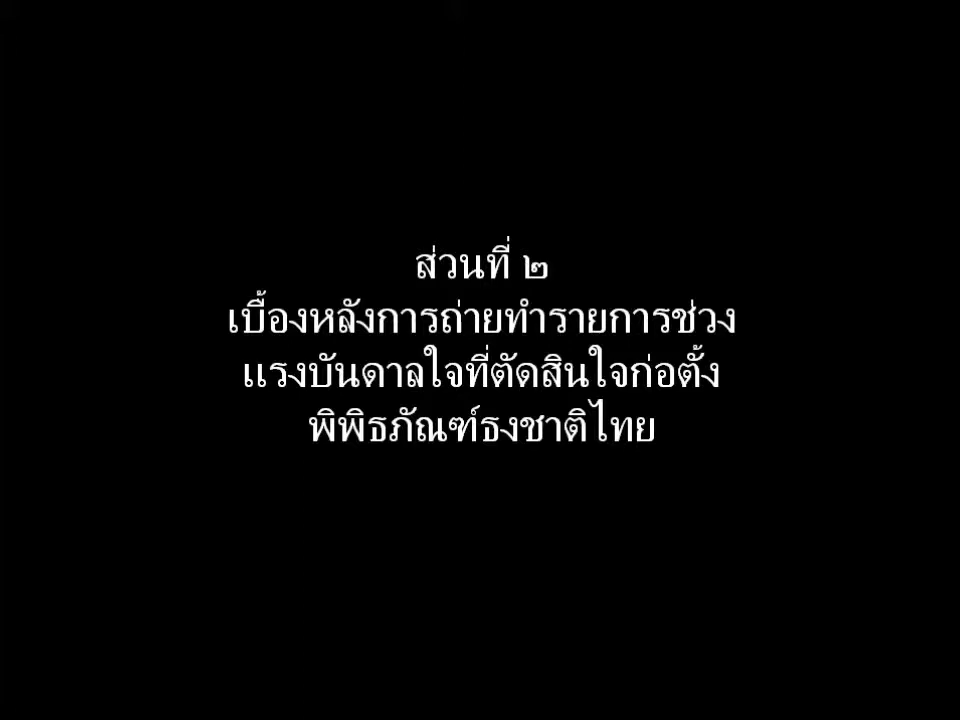 ส่วนที่ ๒
เบื้องหลังการถ่ายทำรายการช่วง
แรงบันดาลใจที่ตัดสินใจก่อตั้ง
พิพิธภัณฑ์ธงชาติไทย